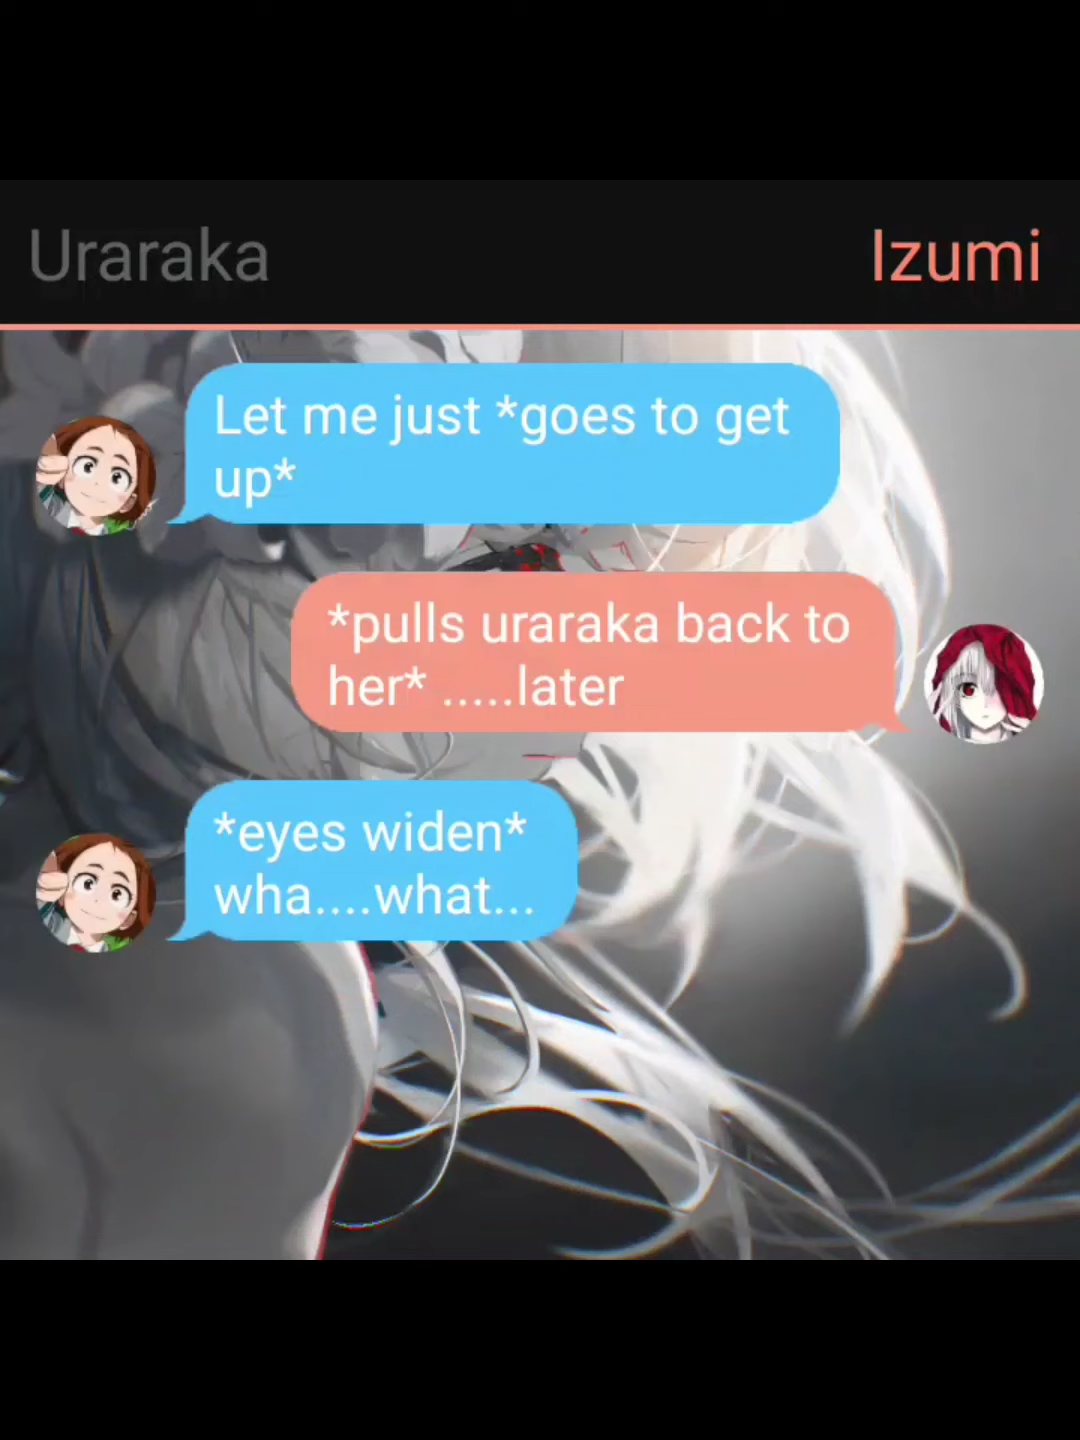 Uraraka
Izumi
Let me just *goes to get
up*
*pulls uraraka back to
her* .....later
*eyes widen*
wha....what...